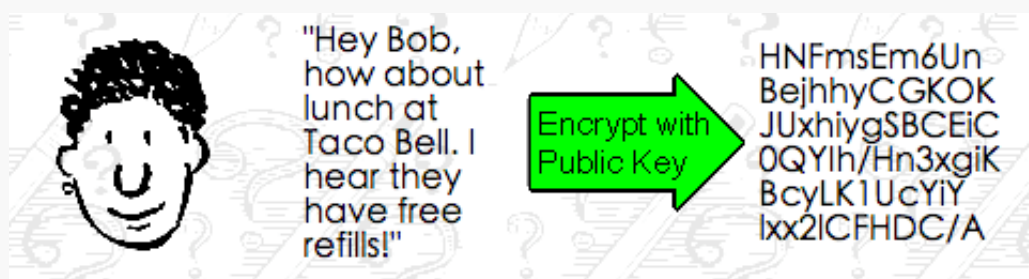 "Hey Bob,
how about
lunch at
Taco Bell. I
hear they
have free
refills!"
Encrypt with
Public Key
HNFmsEm6Un
BejhhyCGKOK
JUxhiygSBCEiC
0QYlh/Hn3xgiK
BcyLK1UcYiY
lxx2lCFHDC/A